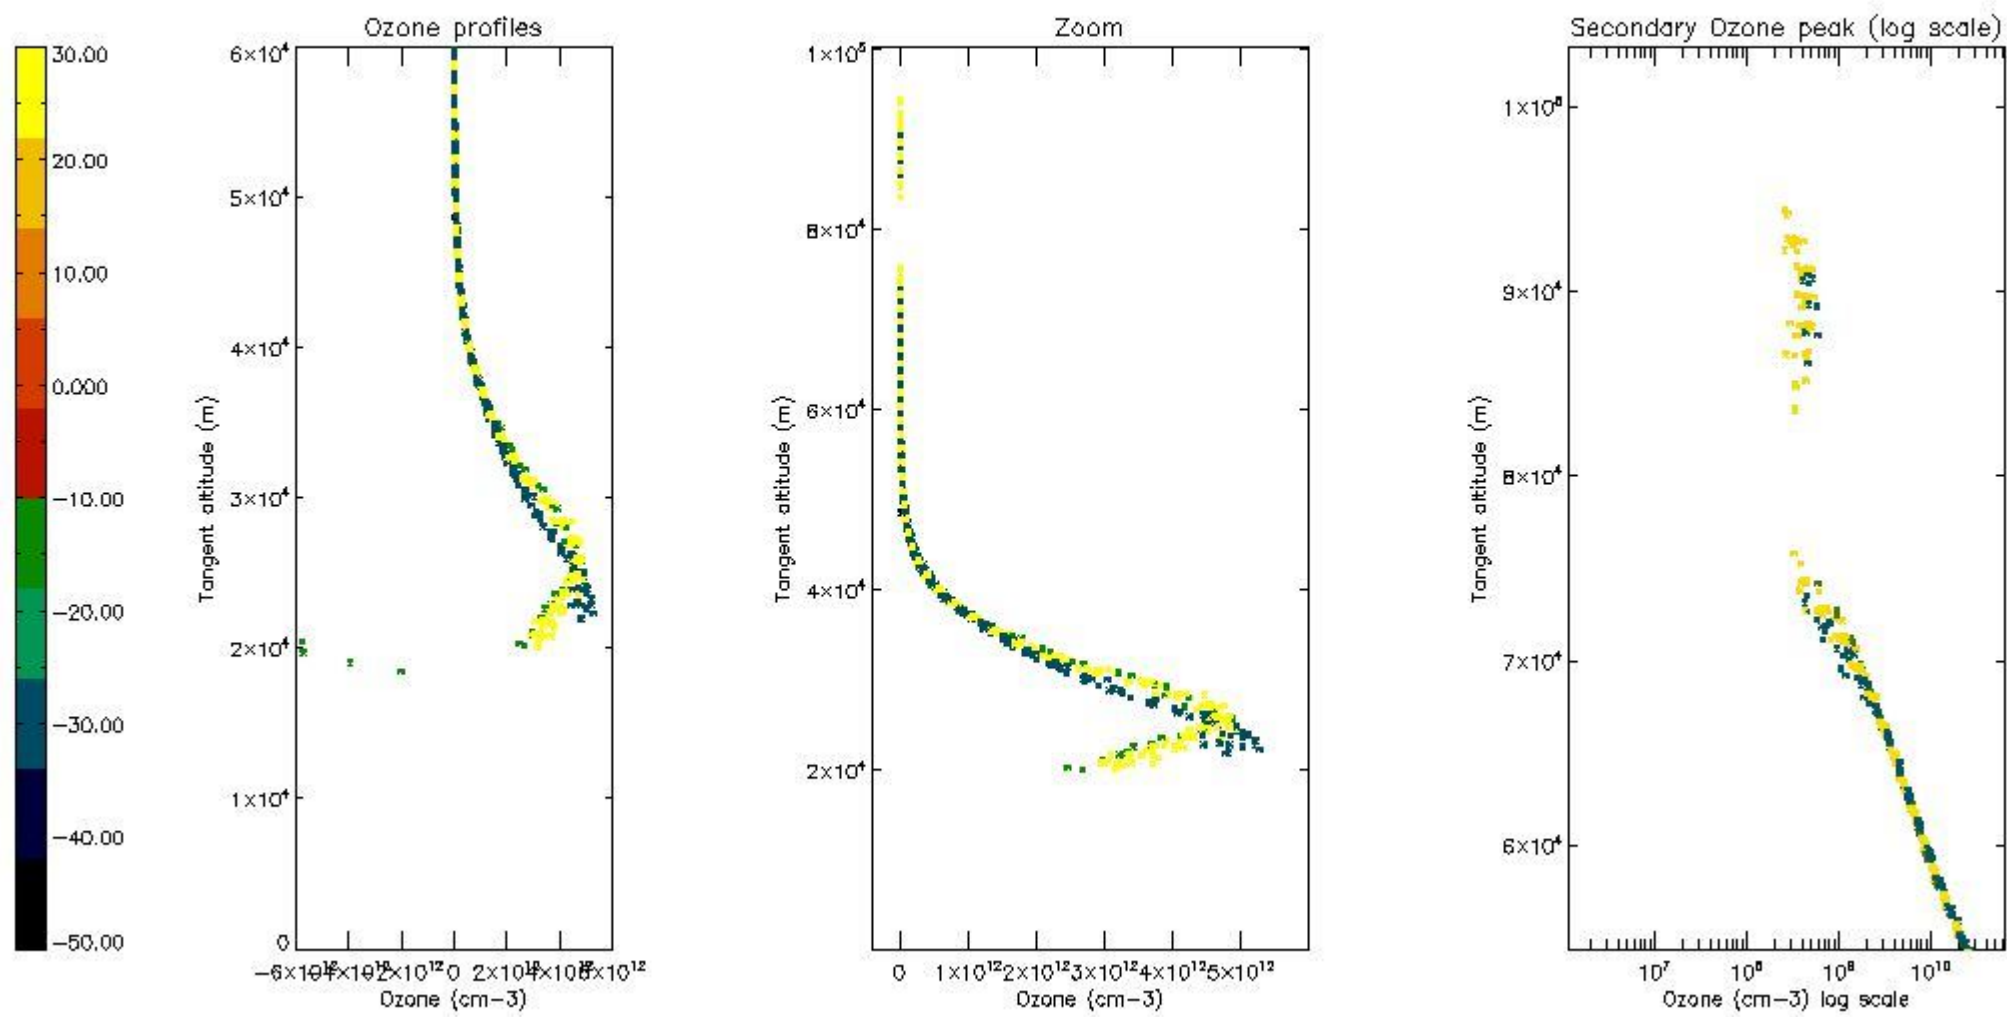 Ozone profiles
Zoom
Secondary Ozone peak (log scale)
30.00
20.00
10.00
0.000
−10.00
−20.00
−30.00
−40.00
−50.00
6×10⁴
5×10⁴
4×10⁴
3×10⁴
2×10⁴
1×10⁴
0
Tangent altitude (m)
0 2×10¹²
Ozone (cm−3)
1×10⁵
8×10⁴
6×10⁴
4×10⁴
2×10⁴
Tangent altitude (m)
0 1×10¹² 2×10¹² 3×10¹² 4×10¹² 5×10¹²
Ozone (cm−3)
9×10⁴
8×10⁴
7×10⁴
6×10⁴
Tangent altitude (m)
10⁷ 10⁸ 10⁹ 10¹⁰
Ozone (cm−3) log scale